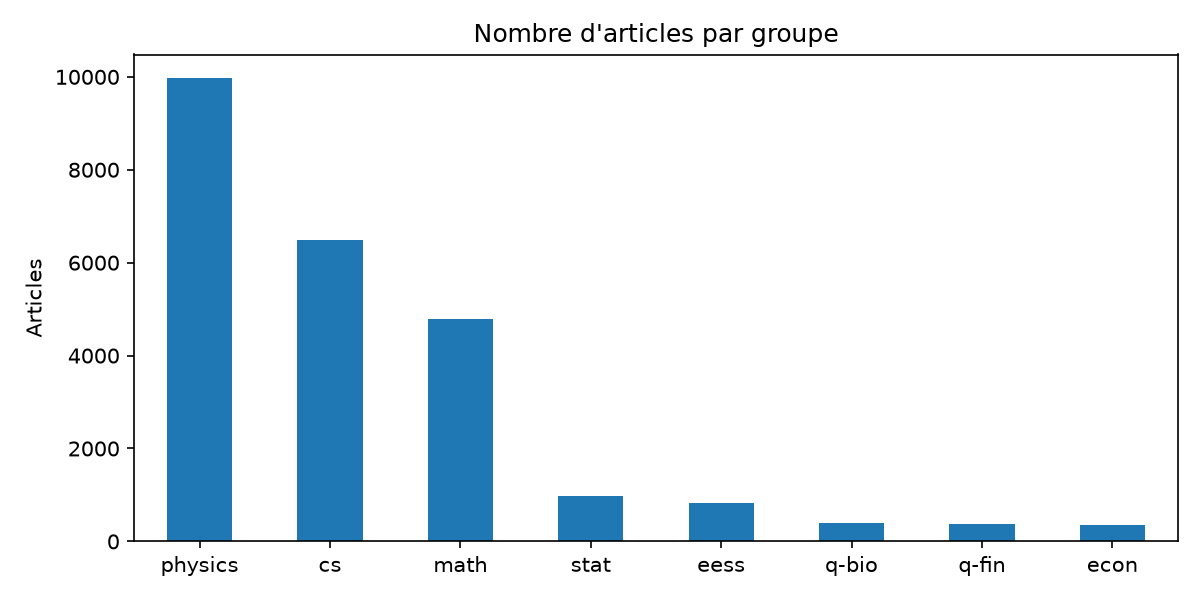 Nombre d'articles par groupe
Articles
10000
8000
6000
4000
2000
0
physics cs math stat eess q-bio q-fin econ